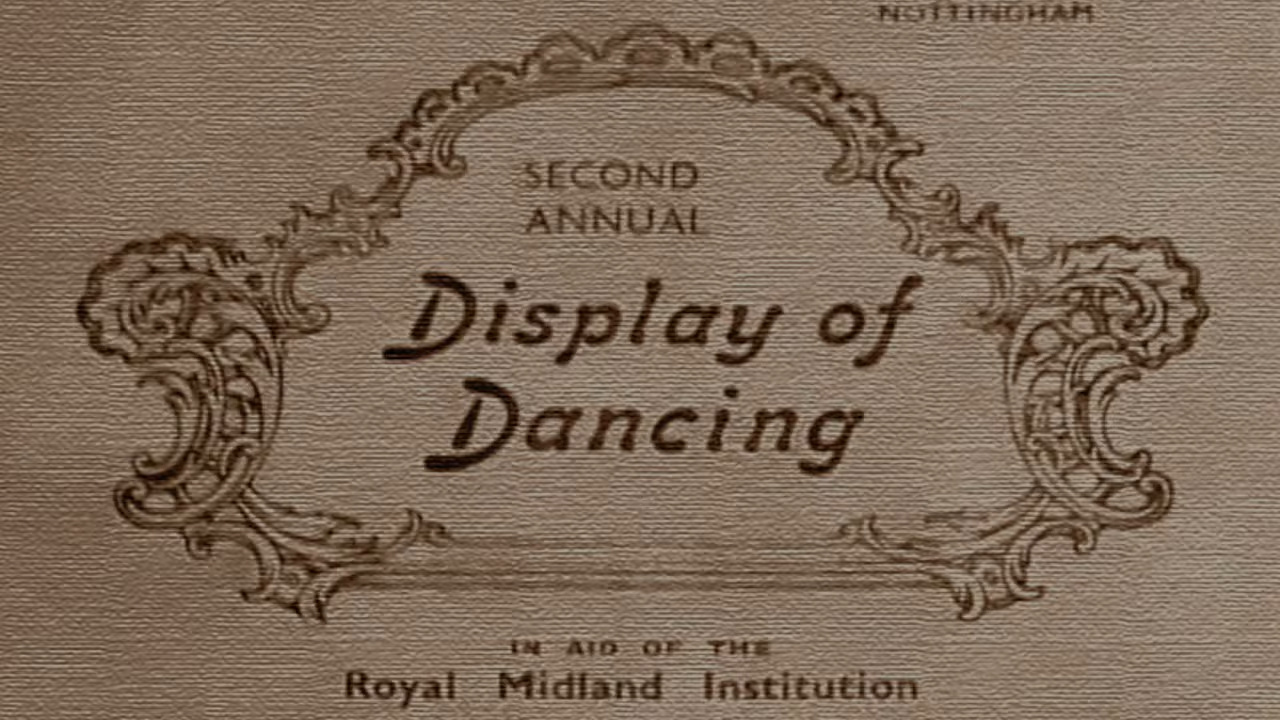 NOTTINGHAM
SECOND
ANNUAL
Display of
Dancing
IN AID OF THE
Royal Midland Institution